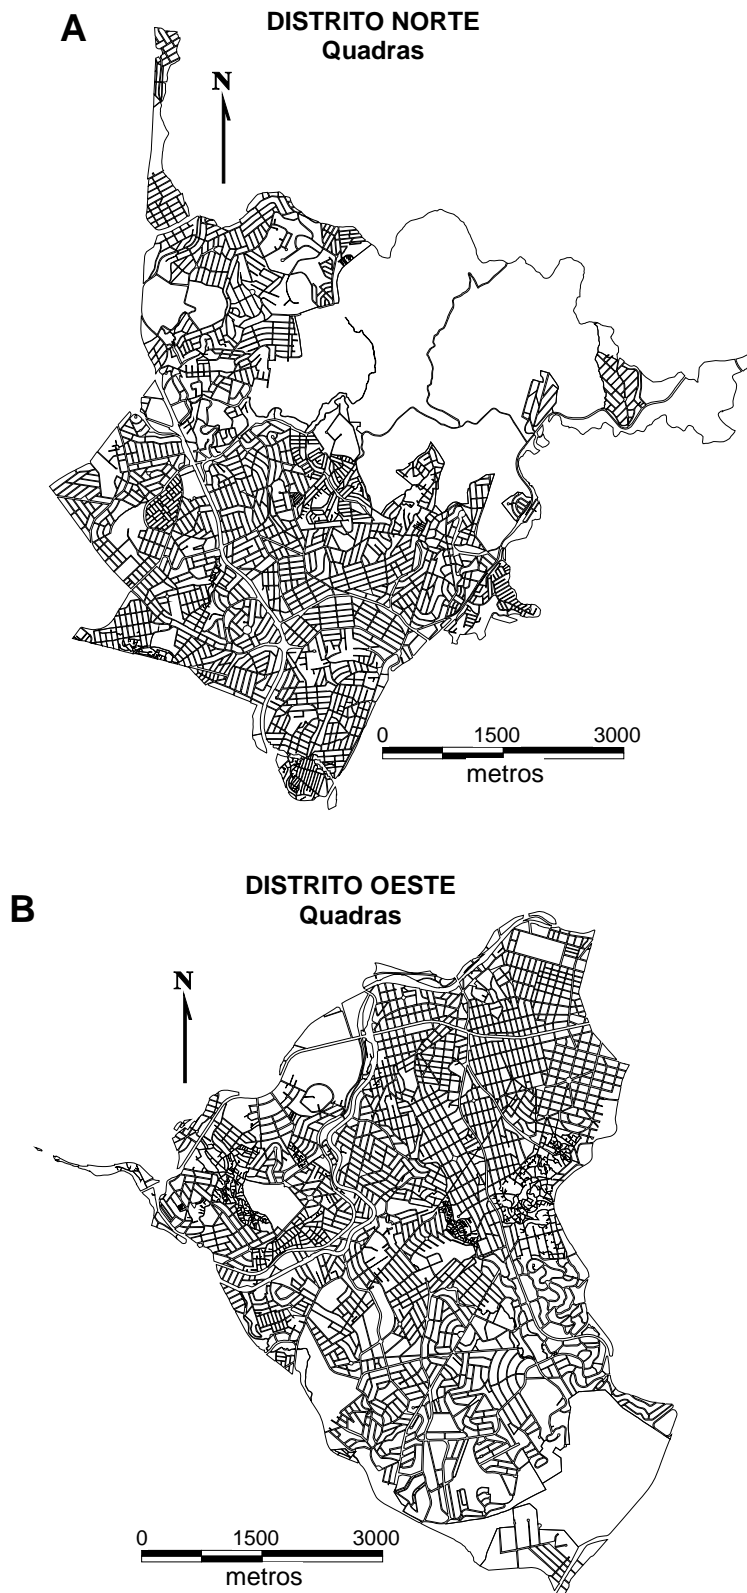 A
DISTRITO NORTE
Quadras
N
0 1500 3000
metros
B
DISTRITO OESTE
Quadras
N
0 1500 3000
metros